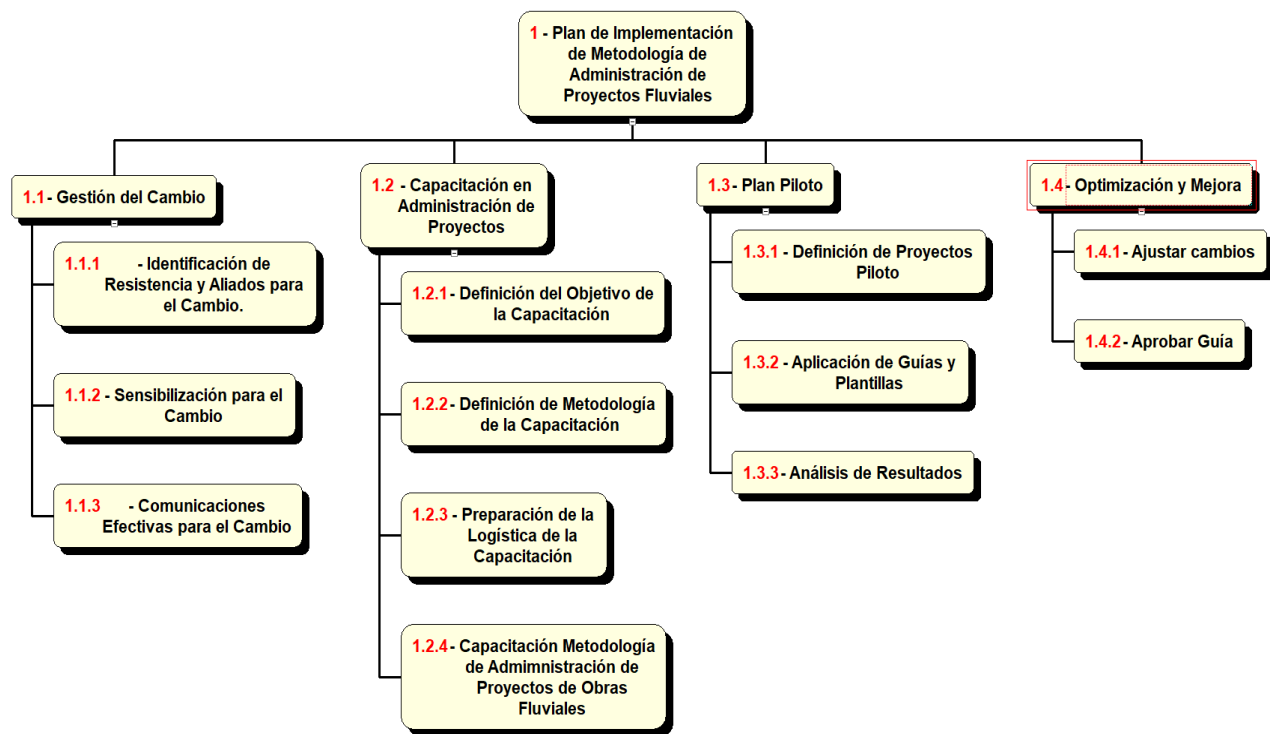 1 - Plan de Implementación
de Metodología de
Administración de
Proyectos Fluviales
1.1 - Gestión del Cambio
1.1.1 - Identificación de
Resistencia y Aliados para
el Cambio.
1.1.2 - Sensibilización para el
Cambio
1.1.3 - Comunicaciones
Efectivas para el Cambio
1.2 - Capacitación en
Administración de
Proyectos
1.2.1 - Definición del Objetivo de
la Capacitación
1.2.2 - Definición de Metodología
de la Capacitación
1.2.3 - Preparación de la
Logística de la
Capacitación
1.2.4 - Capacitación Metodología
de Admimnistración de
Proyectos de Obras
Fluviales
1.3 - Plan Piloto
1.3.1 - Definición de Proyectos
Piloto
1.3.2 - Aplicación de Guías y
Plantillas
1.3.3 - Análisis de Resultados
1.4 - Optimización y Mejora
1.4.1 - Ajustar cambios
1.4.2 - Aprobar Guía